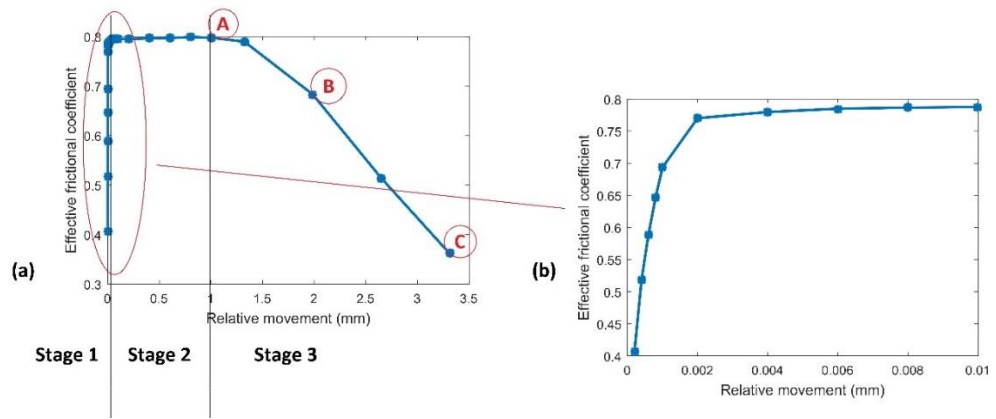 A
B
C
0.8
0.7
0.6
0.5
0.4
0.3
Effective frictional coefficient
0 0.5 1 1.5 2 2.5 3 3.5
Relative movement (mm)
(a)
Stage 1 Stage 2 Stage 3
0.8
0.75
0.7
0.65
0.6
0.55
0.5
0.45
0.4
Effective frictional coefficient
0 0.002 0.004 0.006 0.008 0.01
Relative movement (mm)
(b)